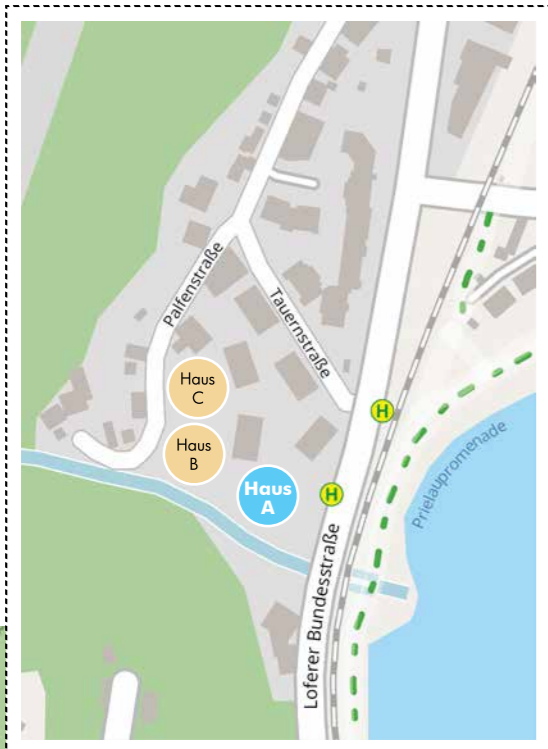 Palfenstraße
Tauernstraße
Haus
C
Haus
B
Haus
A
H
H
Prielaupromenade
Loferer Bundesstraße